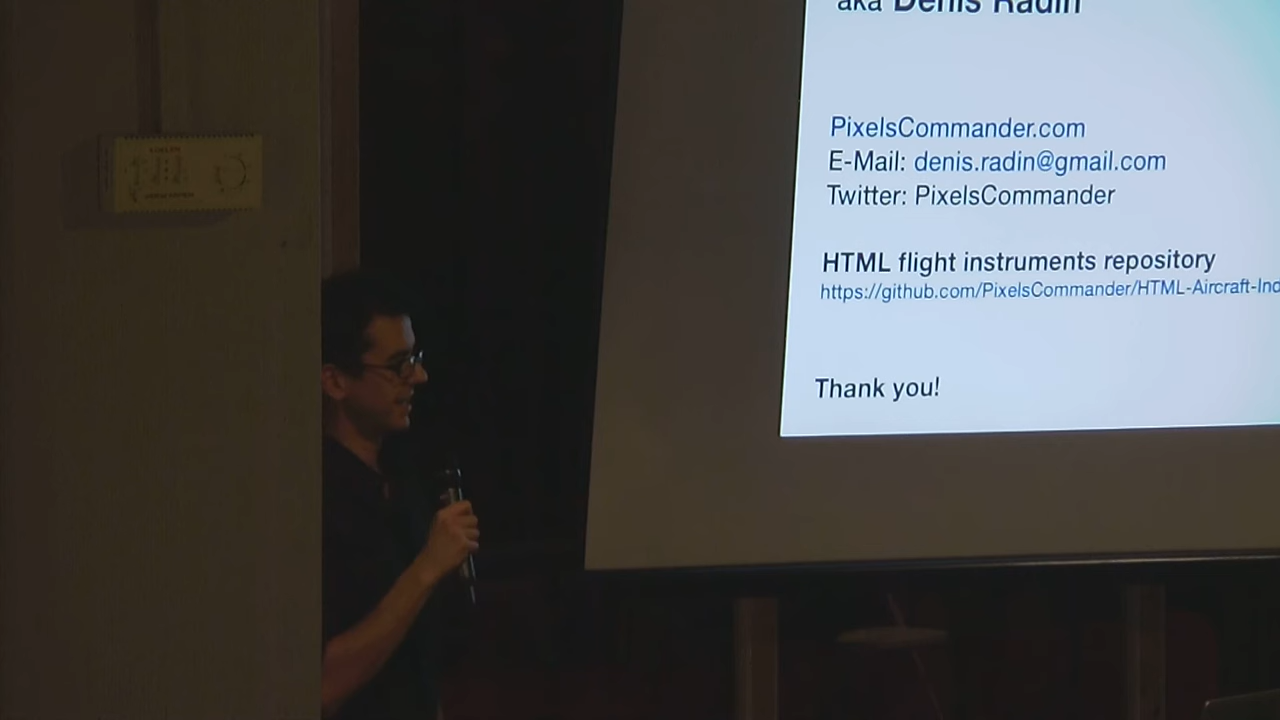 aka Denis Radin
PixelsCommander.com
E-Mail: denis.radin@gmail.com
Twitter: PixelsCommander
HTML flight instruments repository
https://github.com/PixelsCommander/HTML-Aircraft-Ind
Thank you!